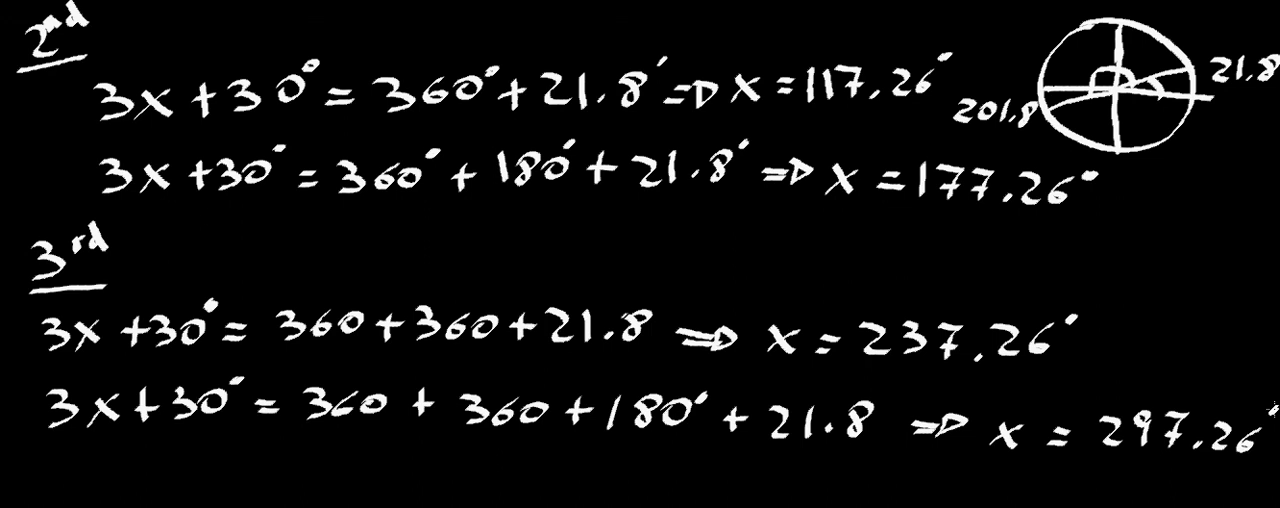 2nd
3x + 30° = 360° + 21.8° ⇒ x = 117.26°
21.8
201.8
3x + 30° = 360° + 180° + 21.8° ⇒ x = 177.26°
3rd
3x + 30° = 360 + 360 + 21.8 ⇒ x = 237.26°
3x + 30° = 360 + 360 + 180° + 21.8 ⇒ x = 297.26°